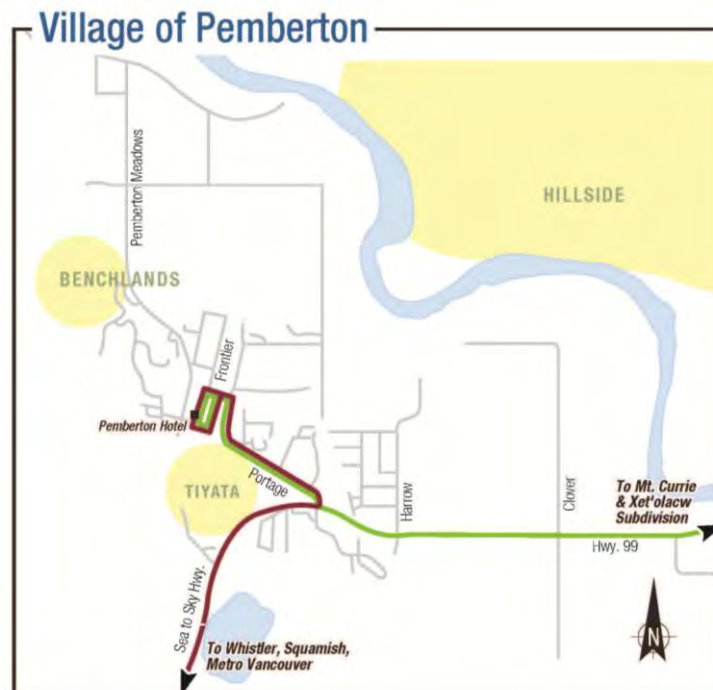 Village of Pemberton
Pemberton Meadows
HILLSIDE
BENCHLANDS
Frontier
Pemberton Hotel
Portage
TIYATA
Harrow
Clover
To Mt. Currie
& Xet'olacw
Subdivision
Hwy. 99
Sea to Sky Hwy.
To Whistler, Squamish,
Metro Vancouver
N